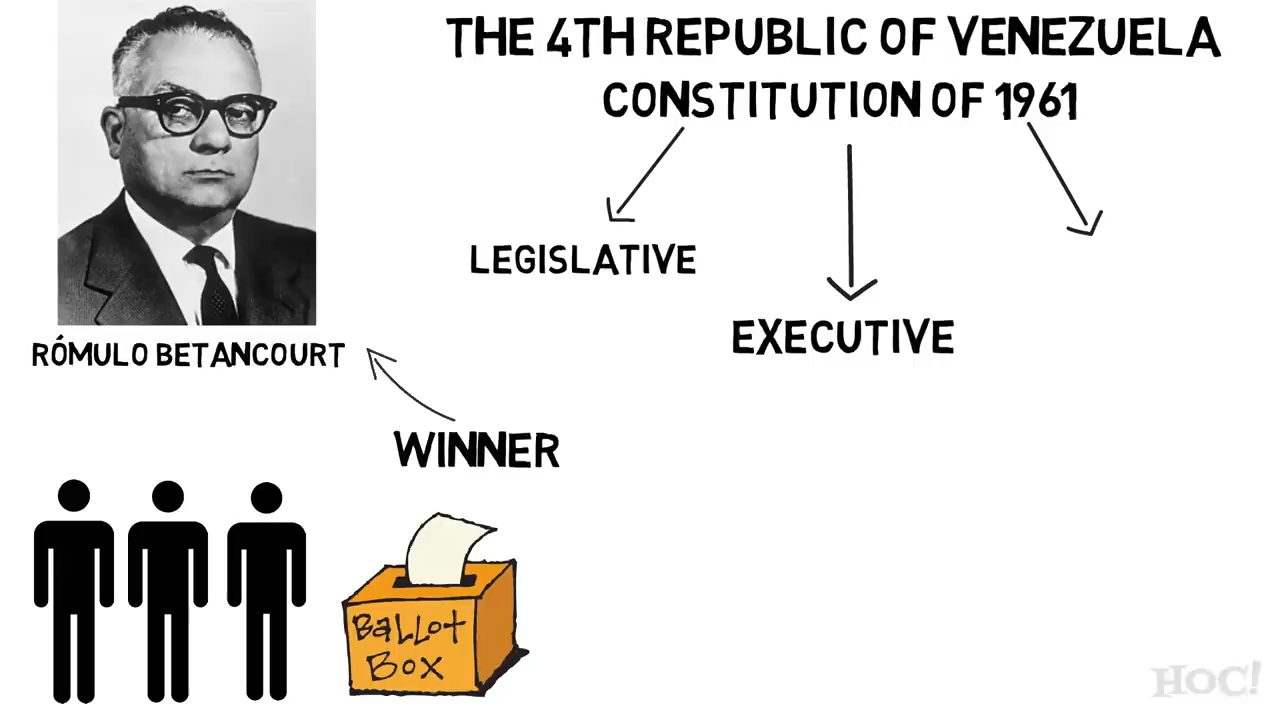 THE 4TH REPUBLIC OF VENEZUELA
CONSTITUTION OF 1961
LEGISLATIVE
EXECUTIVE
RÓMULO BETANCOURT
WINNER
BALLOT
BOX
HOC!